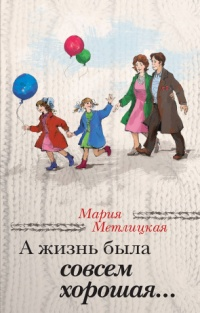 Мария
Метлицкая
А жизнь была
совсем
хорошая...